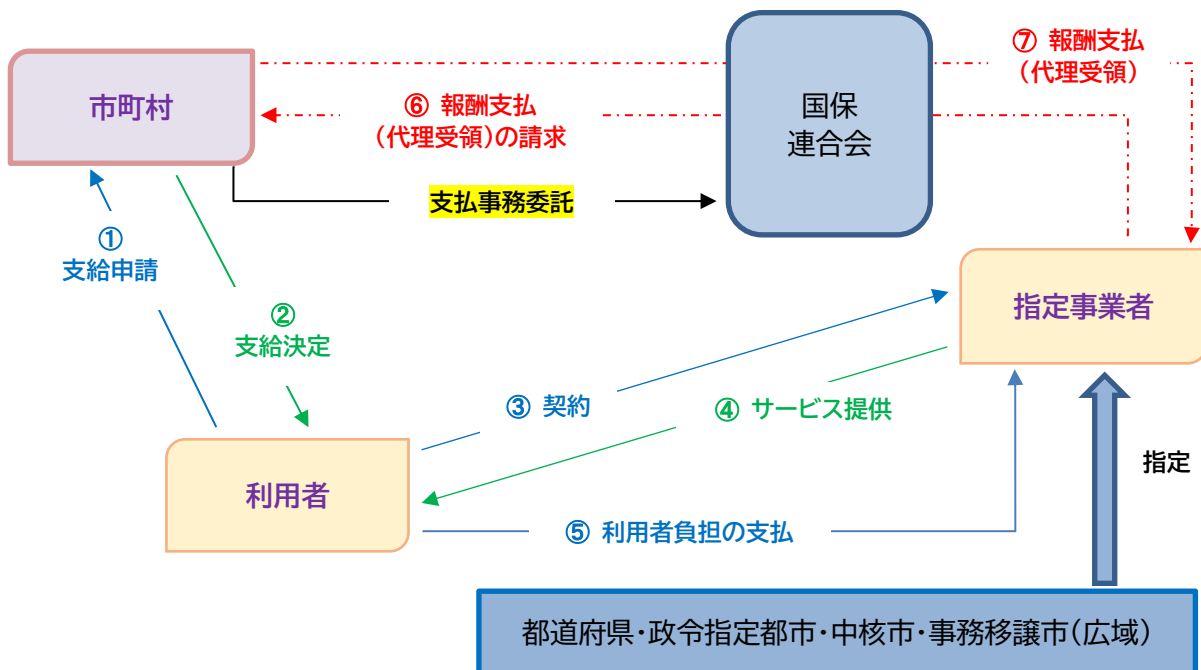 市町村
⑥ 報酬支払
(代理受領)の請求
国保
連合会
⑦ 報酬支払
(代理受領)
支払事務委託
①
支給申請
②
支給決定
指定事業者
③ 契約
④ サービス提供
指定
利用者
⑤ 利用者負担の支払
都道府県・政令指定都市・中核市・事務移譲市(広域)